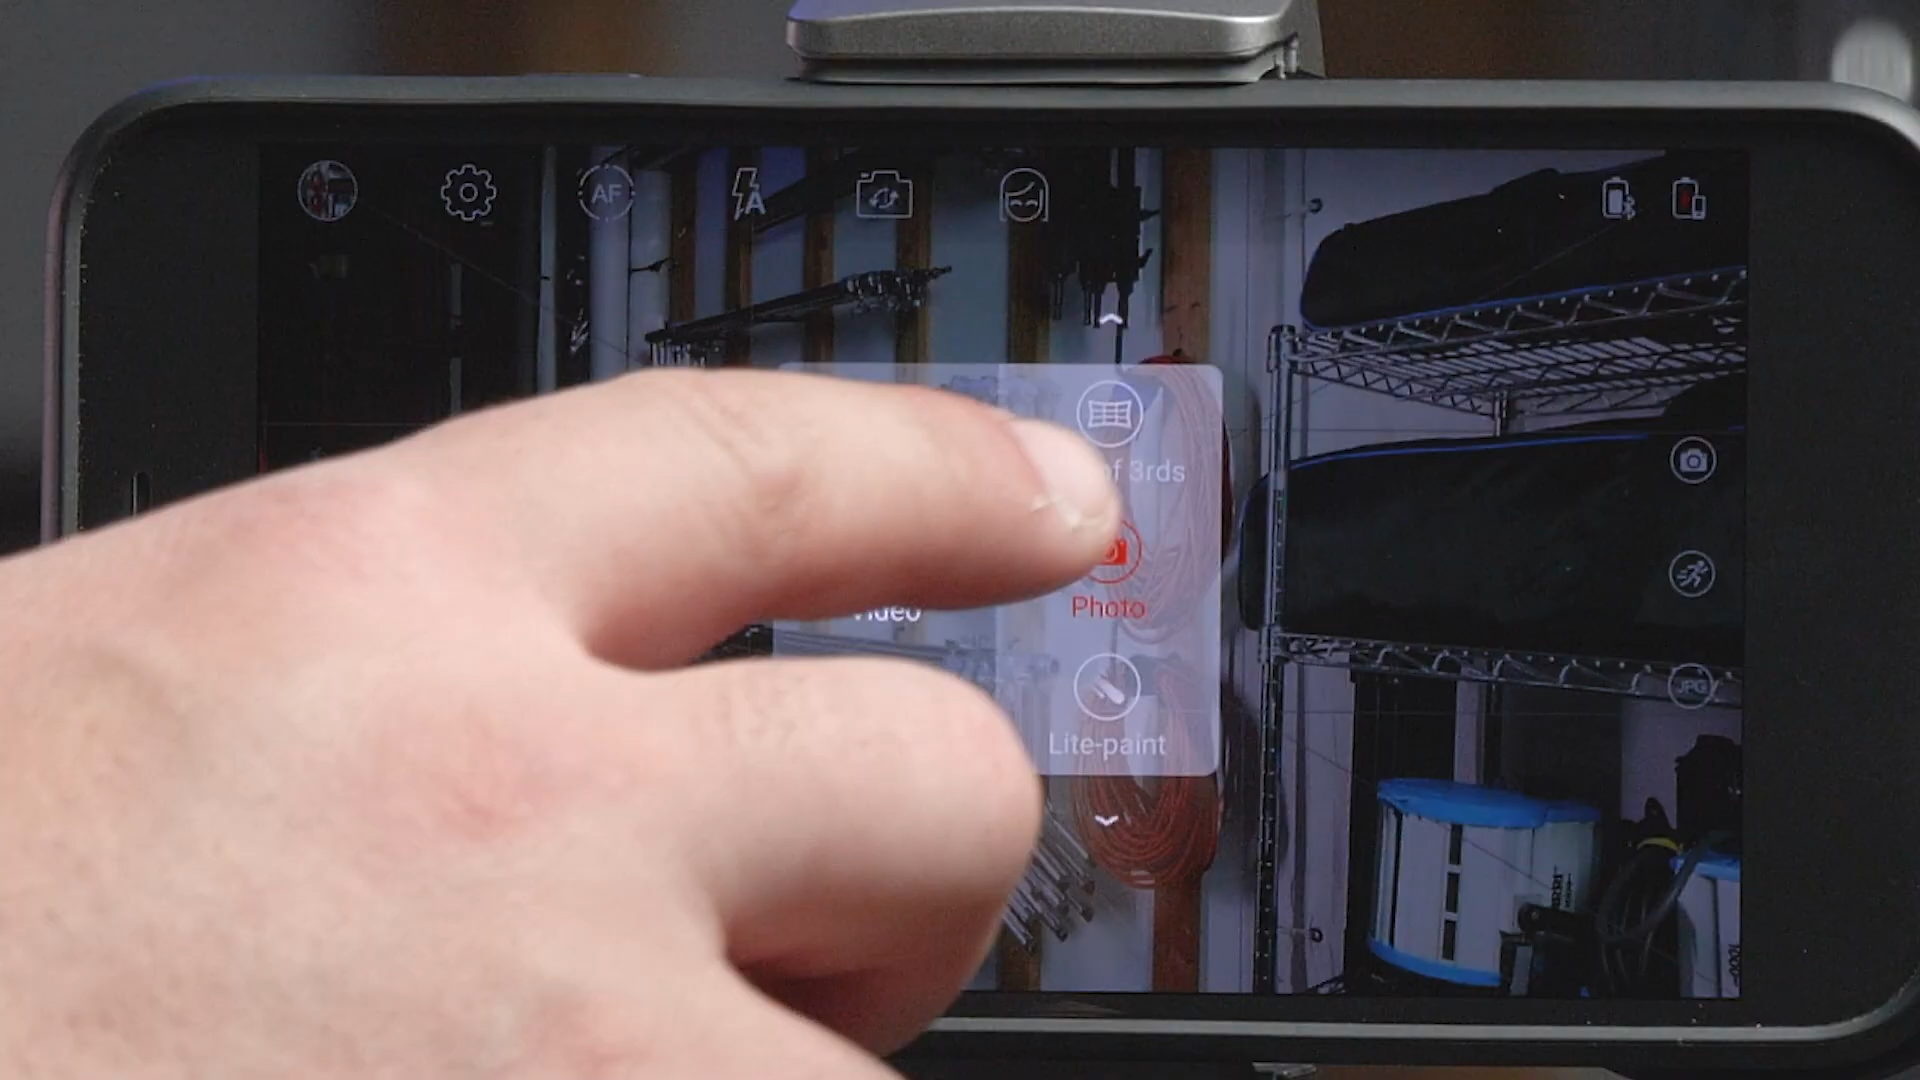 AF
A
of 3rds
Photo
Video
JPG
Lite-paint